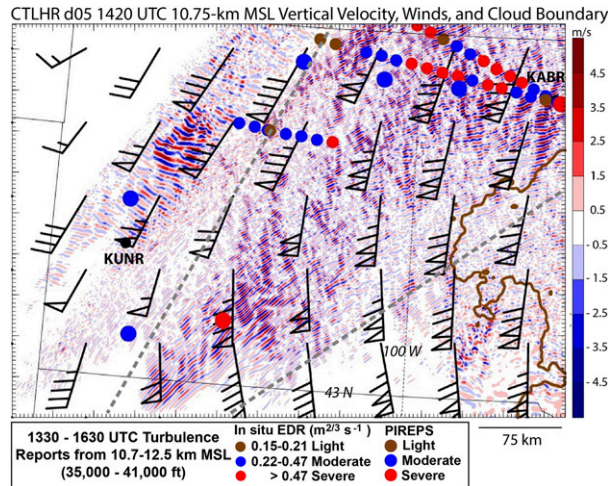 CTLHR d05 1420 UTC 10.75-km MSL Vertical Velocity, Winds, and Cloud Boundary
m/s
KABR
4.5
3.5
2.5
1.5
0.5
-0.5
-1.5
-2.5
-3.5
-4.5
KUNR
100 W
43 N
75 km
1330 - 1630 UTC Turbulence
Reports from 10.7-12.5 km MSL
(35,000 - 41,000 ft)
In situ EDR (m2/3 s-1)
0.15-0.21 Light
0.22-0.47 Moderate
> 0.47 Severe
PIREPS
Light
Moderate
Severe